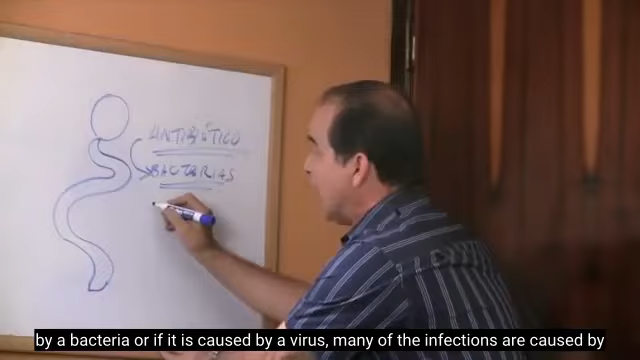 ANTIBIÓTICO
BACTERIAS
by a bacteria or if it is caused by a virus, many of the infections are caused by